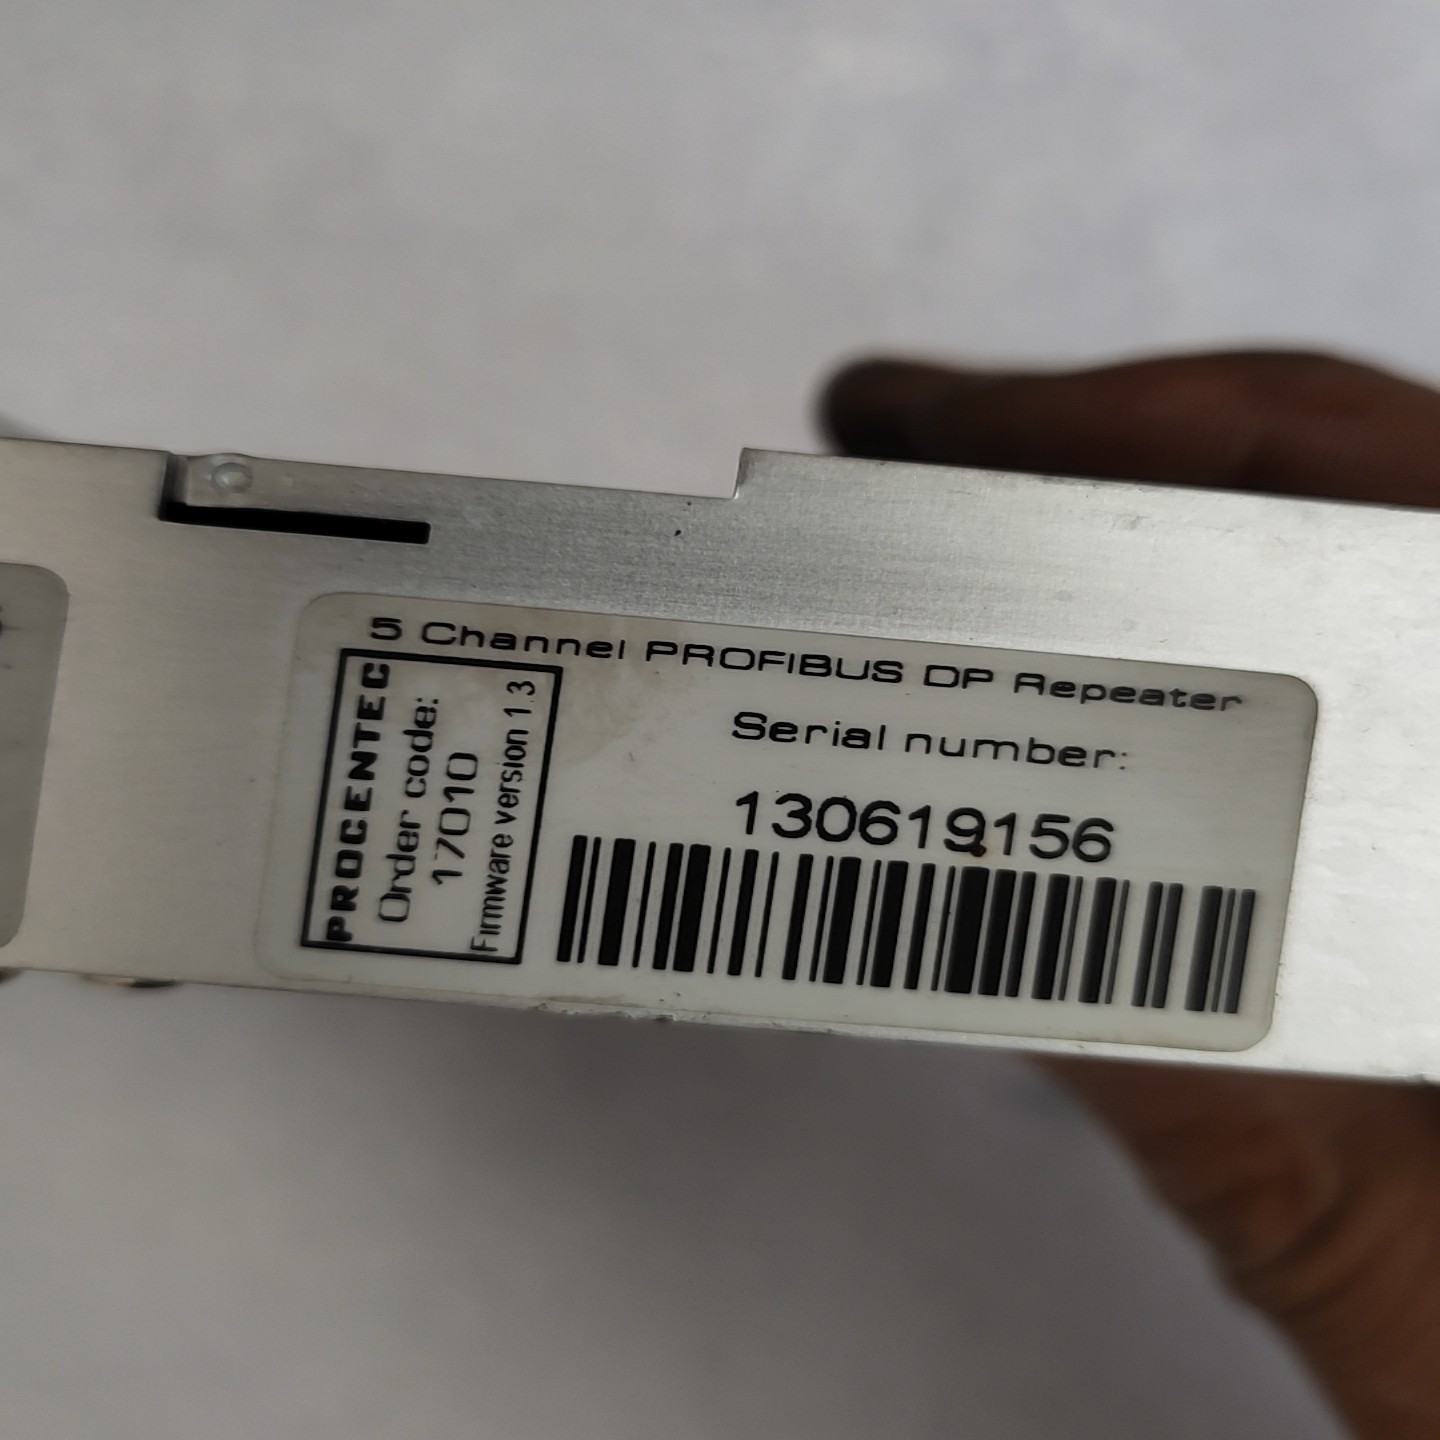 5 Channel PROFIBUS DP Repeater
PROCENTEC
Order code:
17010
Firmware version 1.3
Serial number:
130619156